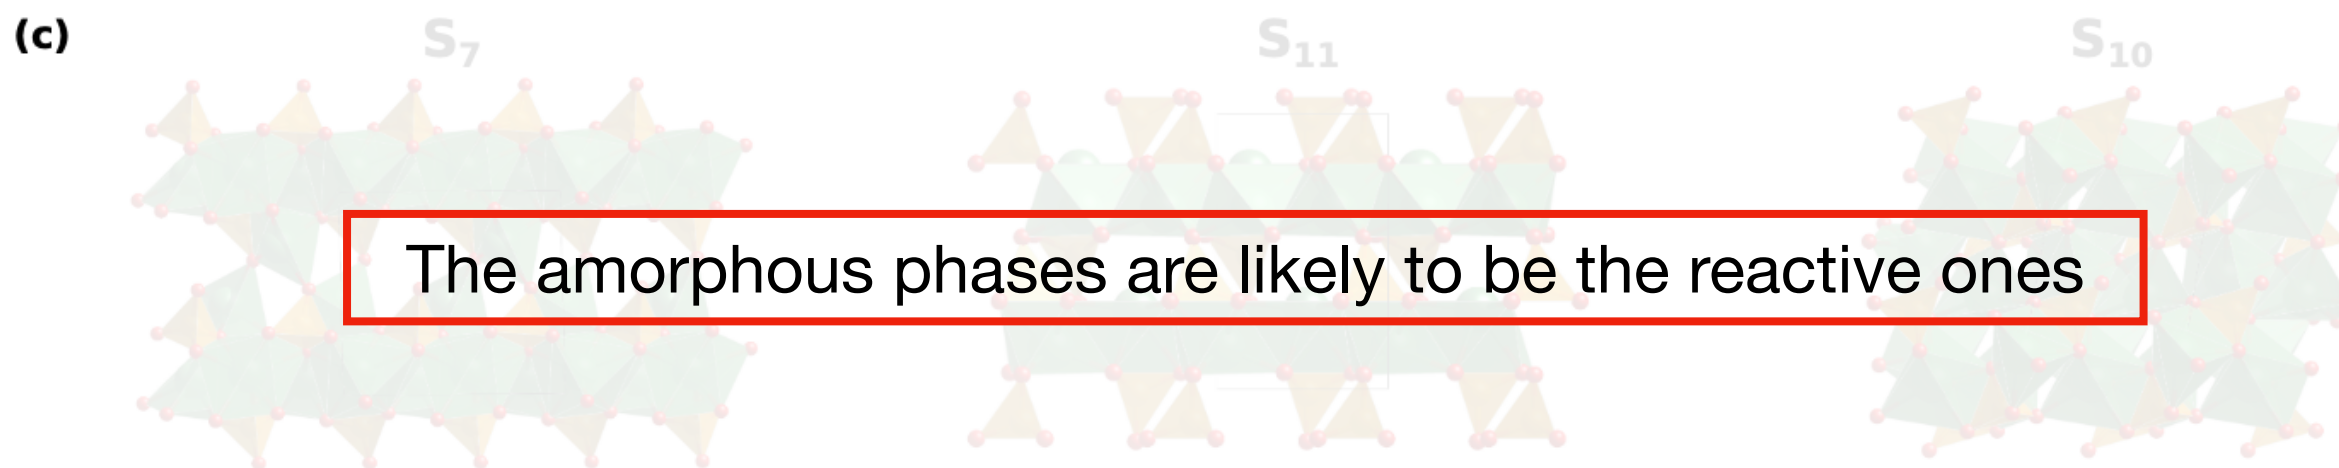 (c)
S₇ S₁₁ S₁₀
The amorphous phases are likely to be the reactive ones